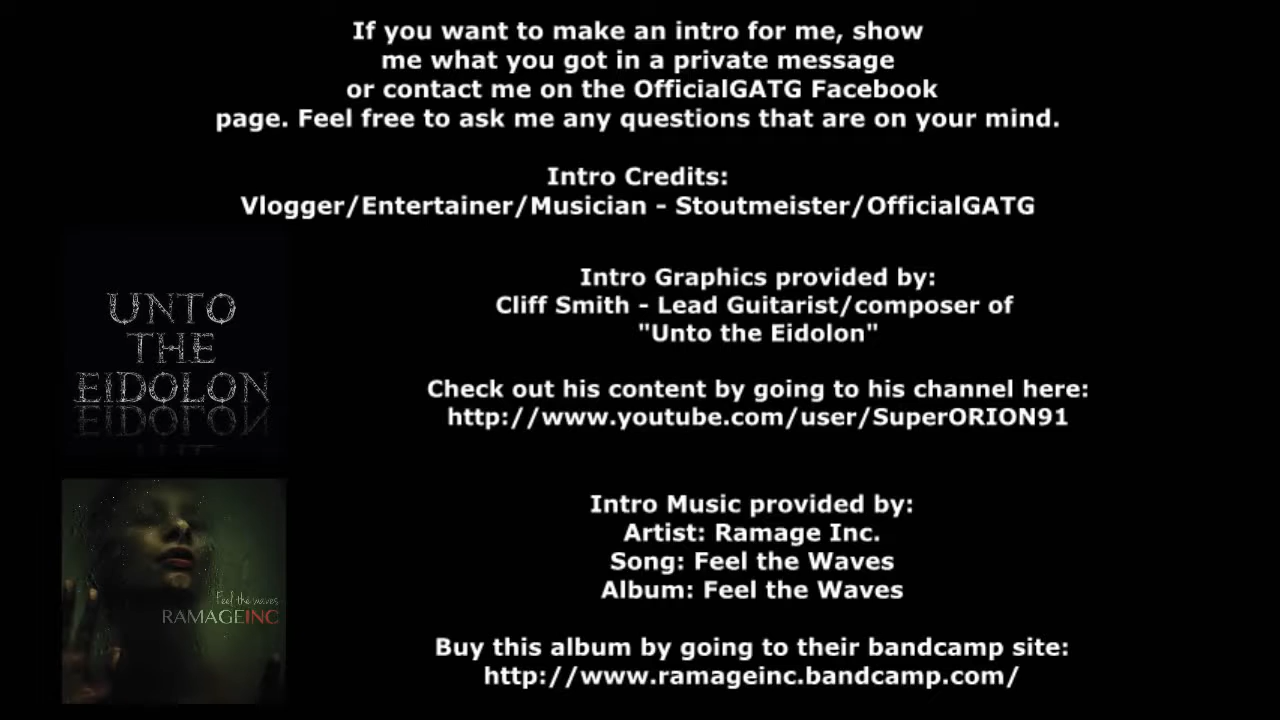 If you want to make an intro for me, show
me what you got in a private message
or contact me on the OfficialGATG Facebook
page. Feel free to ask me any questions that are on your mind.
Intro Credits:
Vlogger/Entertainer/Musician - Stoutmeister/OfficialGATG
UNTO
THE
EIDOLON
Intro Graphics provided by:
Cliff Smith - Lead Guitarist/composer of
"Unto the Eidolon"
Check out his content by going to his channel here:
http://www.youtube.com/user/SuperORION91
Feel the waves
RAMAGEINC
Intro Music provided by:
Artist: Ramage Inc.
Song: Feel the Waves
Album: Feel the Waves
Buy this album by going to their bandcamp site:
http://www.ramageinc.bandcamp.com/